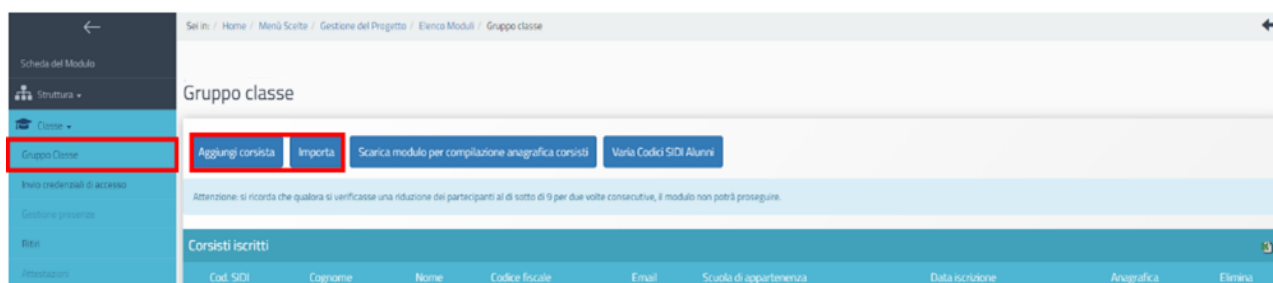 Sei in: / Home / Menù Scelte / Gestione del Progetto / Elenco Moduli / Gruppo classe
Scheda del Modulo
Struttura
Classe
Gruppo Classe
Invio credenziali di accesso
Gestione presenze
Ritiri
Attestazioni
Gruppo classe
Aggiungi corsista Importa Scarica modulo per compilazione anagrafica corsisti Varia Codici SIDI Alunni
Attenzione: si ricorda che qualora si verificasse una riduzione dei partecipanti al di sotto di 9 per due volte consecutive, il modulo non potrà proseguire.
Corsisti iscritti
Cod. SIDI Cognome Nome Codice fiscale Email Scuola di appartenenza Data iscrizione Anagrafica Elimina